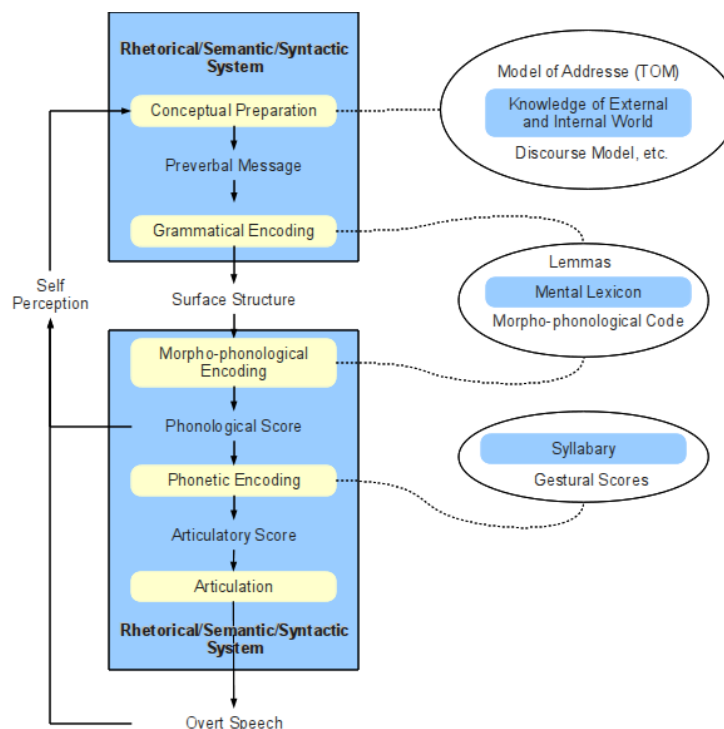 Rhetorical/Semantic/Syntactic
System
Conceptual Preparation
Preverbal Message
Grammatical Encoding
Surface Structure
Morpho-phonological
Encoding
Phonological Score
Phonetic Encoding
Articulatory Score
Articulation
Rhetorical/Semantic/Syntactic
System
Overt Speech
Self
Perception
Model of Addresse (TOM)
Knowledge of External
and Internal World
Discourse Model, etc.
Lemmas
Mental Lexicon
Morpho-phonological Code
Syllabary
Gestural Scores